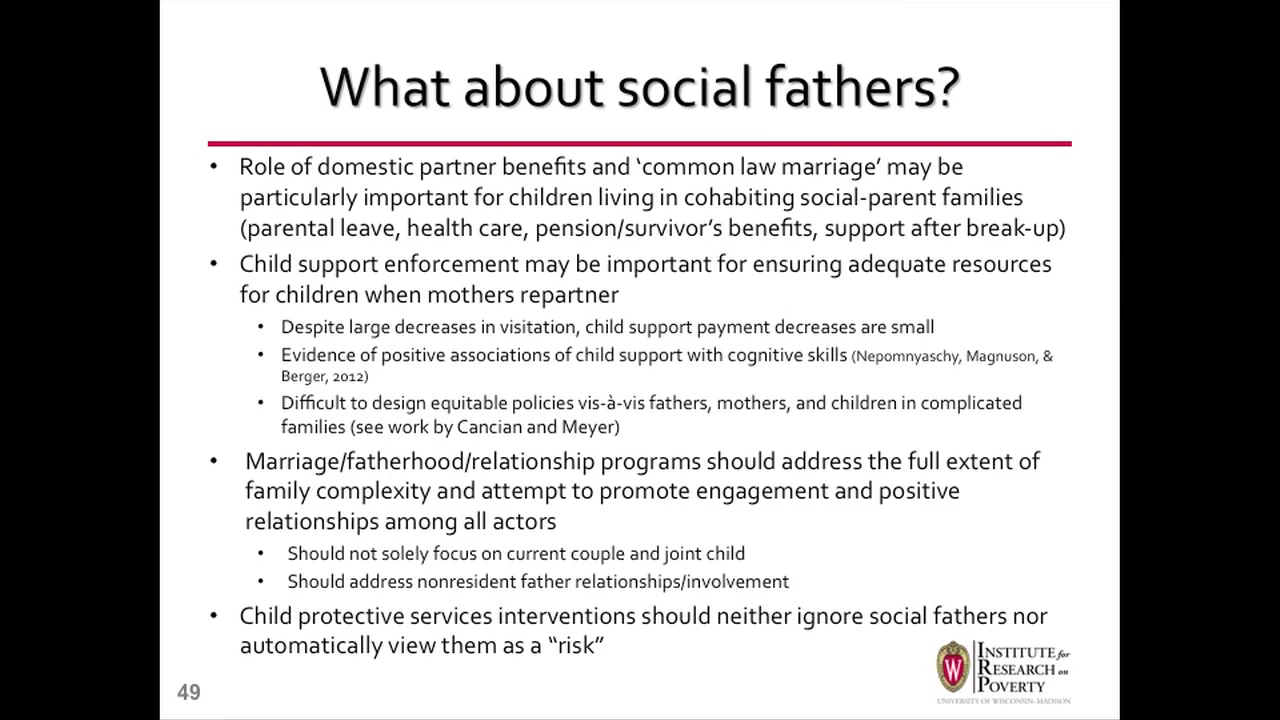 What about social fathers?
• Role of domestic partner benefits and ‘common law marriage’ may be
particularly important for children living in cohabiting social-parent families
(parental leave, health care, pension/survivor’s benefits, support after break-up)
• Child support enforcement may be important for ensuring adequate resources
for children when mothers repartner
• Despite large decreases in visitation, child support payment decreases are small
• Evidence of positive associations of child support with cognitive skills (Nepomnyaschy, Magnuson, &
Berger, 2012)
• Difficult to design equitable policies vis-à-vis fathers, mothers, and children in complicated
families (see work by Cancian and Meyer)
• Marriage/fatherhood/relationship programs should address the full extent of
family complexity and attempt to promote engagement and positive
relationships among all actors
• Should not solely focus on current couple and joint child
• Should address nonresident father relationships/involvement
• Child protective services interventions should neither ignore social fathers nor
automatically view them as a “risk”
49
W
INSTITUTE for
RESEARCH on
POVERTY
UNIVERSITY OF WISCONSIN–MADISON